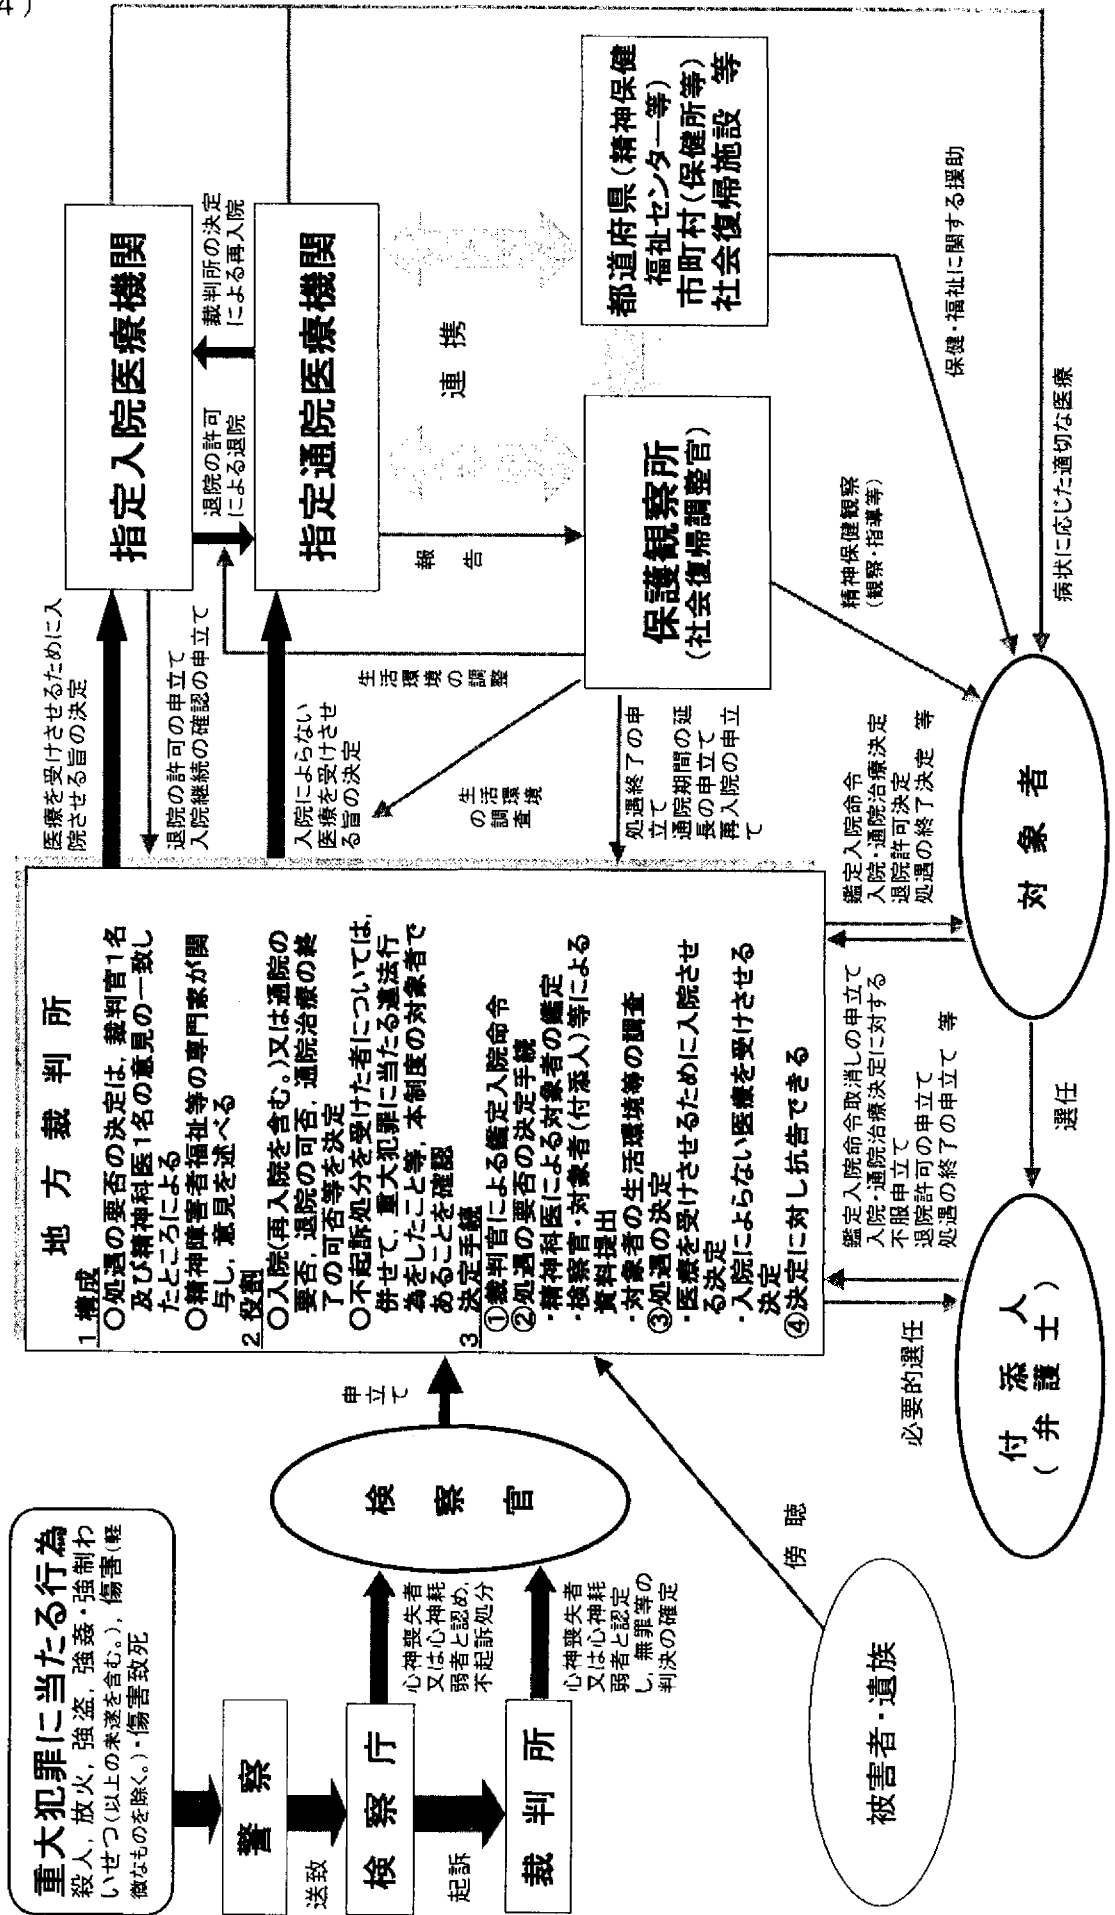 4)
重大犯罪に当たる行為
殺人，放火，強盗，強姦・強制わ
いせつ(以上の未遂を含む。)，傷害(軽
微なものを除く。)・傷害致死
警察
送致
検察庁
起訴
裁判所
心神喪失者
又は心神耗
弱者と認め，
不起訴処分
心神喪失者
又は心神耗
弱者と認定
し，無罪等の
判決の確定
検察官
申立て
被害者・遺族
傍聴
地方裁判所
1 構成
○処遇の要否の決定は，裁判官1名
及び精神科医1名の意見の一致し
たところによる
○精神障害者福祉等の専門家が関
与し，意見を述べる
2 役割
○入院(再入院を含む。)又は通院の
要否，退院の可否，通院治療の終
了の可否等を決定
○不起訴処分を受けた者については，
併せて，重大犯罪に当たる違法行
為をしたこと等，本制度の対象者で
あることを確認
3 決定手続
①裁判官による鑑定入院命令
②処遇の要否の決定手続
・精神科医による対象者の鑑定
・検察官・対象者(付添人)等による
資料提出
・対象者の生活環境等の調査
③処遇の決定
・医療を受けさせるために入院させ
る決定
・入院によらない医療を受けさせる
決定
④決定に対し抗告できる
医療を受けさせるために入
院させる旨の決定
退院の許可の申立て
入院継続の確認の申立て
入院によらない
医療を受けさせ
る旨の決定
生活環境
の調査
生活環境の調整
処遇終了の申
立て
通院期間の延
長の申立て
再入院の申立
て
指定入院医療機関
退院の許可
による退院
裁判所の決定
による再入院
指定通院医療機関
報告
連携
保護観察所
(社会復帰調整官)
都道府県(精神保健
福祉センター等)
市町村(保健所等)
社会復帰施設 等
精神保健観察
(観察・指導等)
保健・福祉に関する援助
病状に応じた適切な医療
鑑定入院命令
入院・通院治療決定
退院許可決定
処遇の終了決定 等
対象者
鑑定入院命令取消しの申立て
入院・通院治療決定に対する
不服申立て
退院許可の申立て
処遇の終了の申立て 等
選任
必要的選任
付添人
(弁護士)